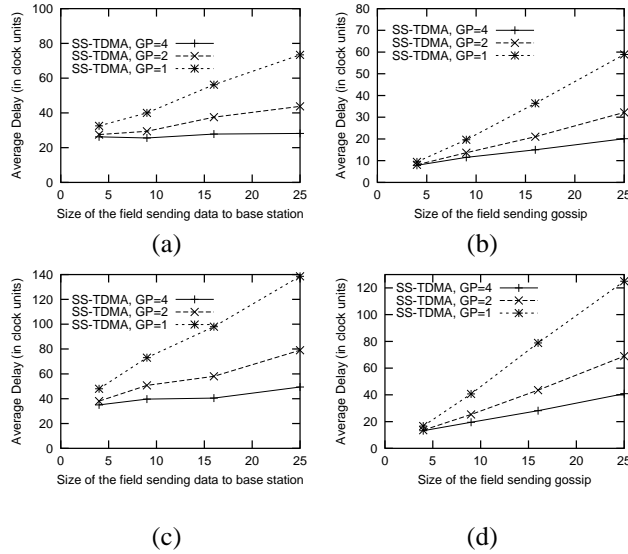 100
80
60
40
20
0
Average Delay (in clock units)
SS-TDMA, GP=4
SS-TDMA, GP=2
SS-TDMA, GP=1
0 5 10 15 20 25
Size of the field sending data to base station
(a)
80
70
60
50
40
30
20
10
0
Average Delay (in clock units)
SS-TDMA, GP=4
SS-TDMA, GP=2
SS-TDMA, GP=1
0 5 10 15 20 25
Size of the field sending gossip
(b)
140
120
100
80
60
40
20
0
Average Delay (in clock units)
SS-TDMA, GP=4
SS-TDMA, GP=2
SS-TDMA, GP=1
0 5 10 15 20 25
Size of the field sending data to base station
(c)
120
100
80
60
40
20
0
Average Delay (in clock units)
SS-TDMA, GP=4
SS-TDMA, GP=2
SS-TDMA, GP=1
0 5 10 15 20 25
Size of the field sending gossip
(d)